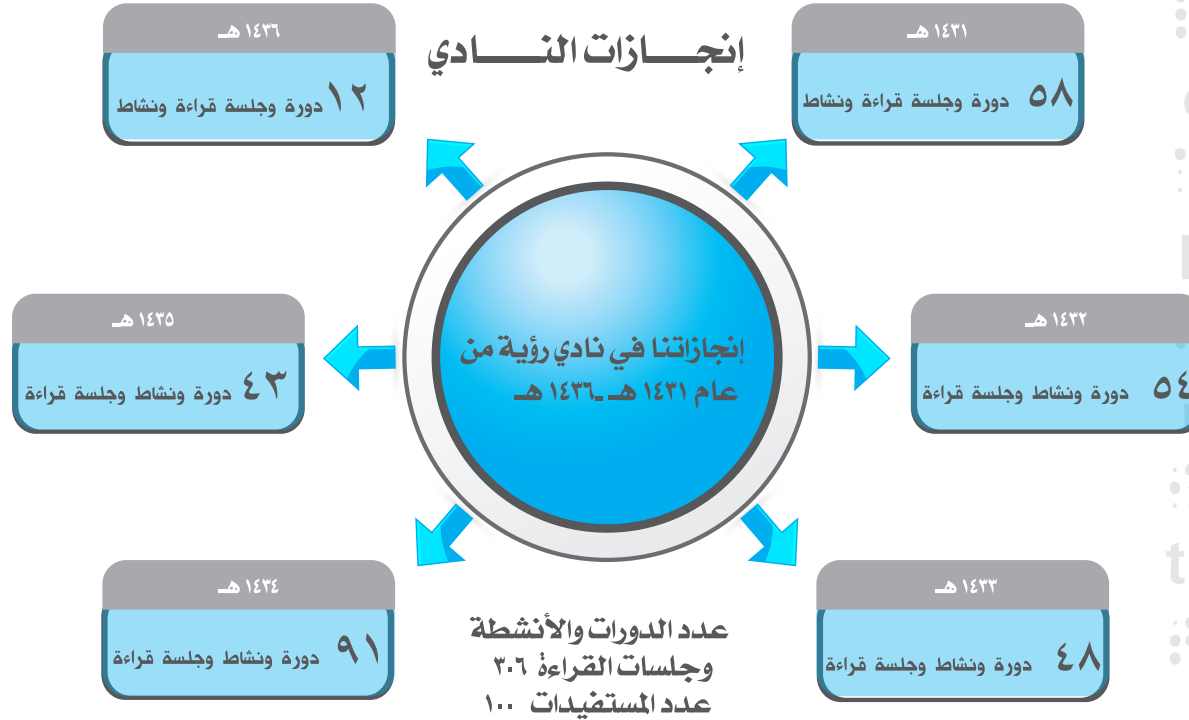 إنجازات النادي
١٤٣١ هـ
٥٨ دورة وجلسة قراءة ونشاط
١٤٣٢ هـ
٥٤ دورة ونشاط وجلسة قراءة
١٤٣٣ هـ
٤٨ دورة ونشاط وجلسة قراءة
١٤٣٤ هـ
٩١ دورة ونشاط وجلسة قراءة
١٤٣٥ هـ
٤٣ دورة ونشاط وجلسة قراءة
١٤٣٦ هـ
١٢ دورة وجلسة قراءة ونشاط
إنجازاتنا في نادي رؤية من
عام ١٤٣١ هـ ـ١٤٣٦ هـ
عدد الدورات والأنشطة
وجلسات القراءة ٣٠٦
عدد المستفيدات ١٠٠